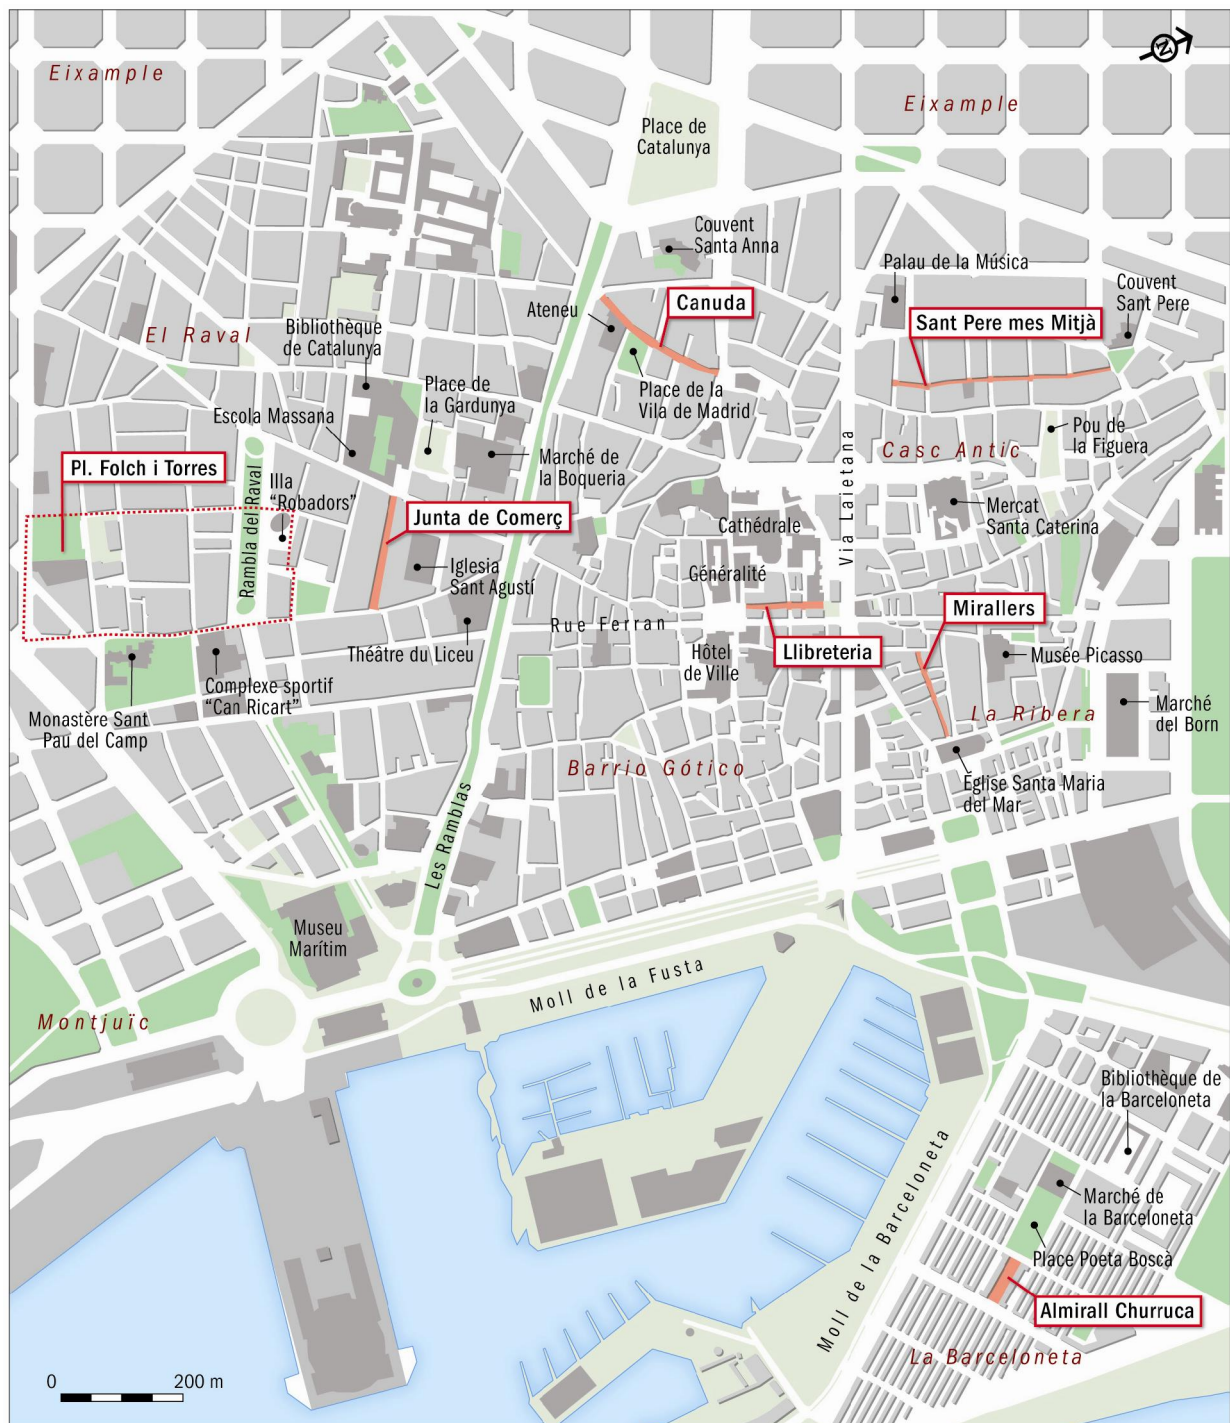 N
Eixample
Eixample
Place de
Catalunya
Couvent
Santa Anna
Palau de la Música
Couvent
Sant Pere
Canuda
Ateneu
Sant Pere mes Mitjà
El Raval
Bibliothèque
de Catalunya
Place de
la Gardunya
Place de la
Vila de Madrid
Escola Massana
Pou de
la Figuera
Casc Antic
Via Laietana
Marché de
la Boqueria
Pl. Folch i Torres
Illa
“Robadors”
Rambla del Raval
Junta de Comerç
Cathédrale
Mercat
Santa Caterina
Iglesia
Sant Agustí
Généralité
Mirallers
Rue Ferran
Llibreteria
Théâtre du Liceu
Hôtel
de Ville
Musée Picasso
Complexe sportif
“Can Ricart”
Monastère Sant
Pau del Camp
La Ribera
Marché
del Born
Barrio Gótico
Église Santa Maria
del Mar
Les Ramblas
Museu
Marítim
Moll de la Fusta
Montjuïc
Bibliothèque de
la Barceloneta
Marché de
la Barceloneta
Moll de la Barceloneta
Place Poeta Boscà
Almirall Churruca
La Barceloneta
0 200 m